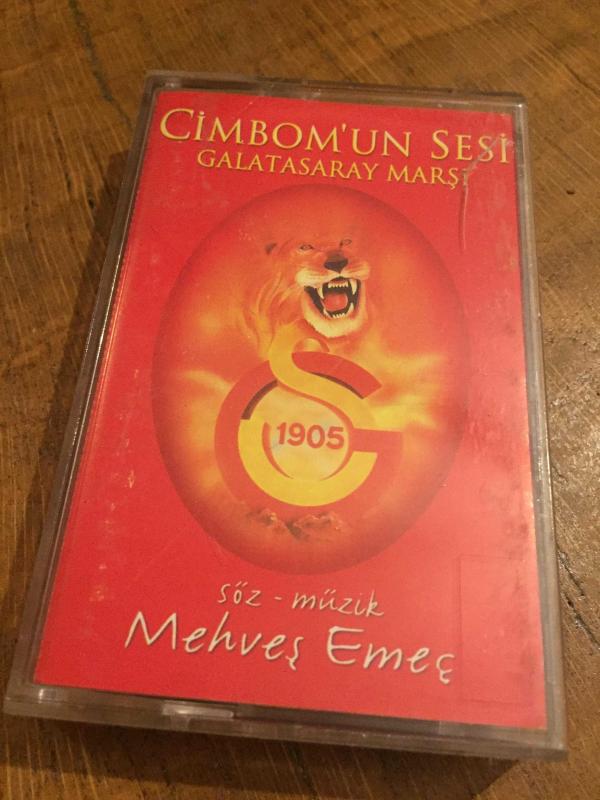 CİMBOM'UN SESİ
GALATASARAY MARŞI
1905
söz - müzik
Mehveş Emeç